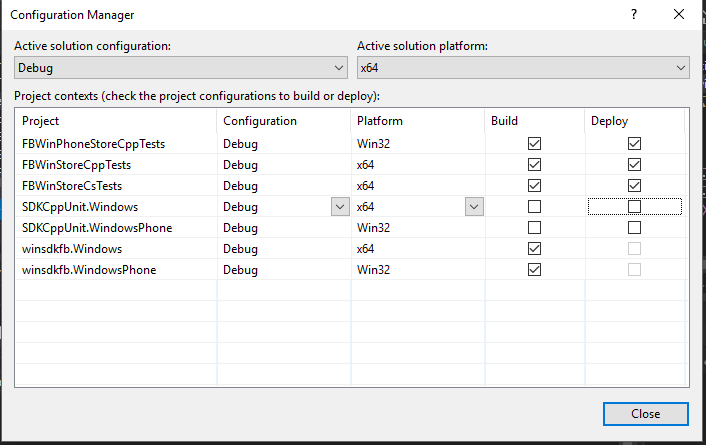 Configuration Manager ?
Active solution configuration: Active solution platform:
Debug x64
Project contexts (check the project configurations to build or deploy):
Project Configuration Platform Build Deploy
FBWinPhoneStoreCppTests Debug Win32
FBWinStoreCppTests Debug x64
FBWinStoreCsTests Debug x64
SDKCppUnit.Windows Debug x64
SDKCppUnit.WindowsPhone Debug Win32
winsdkfb.Windows Debug x64
winsdkfb.WindowsPhone Debug Win32
Close